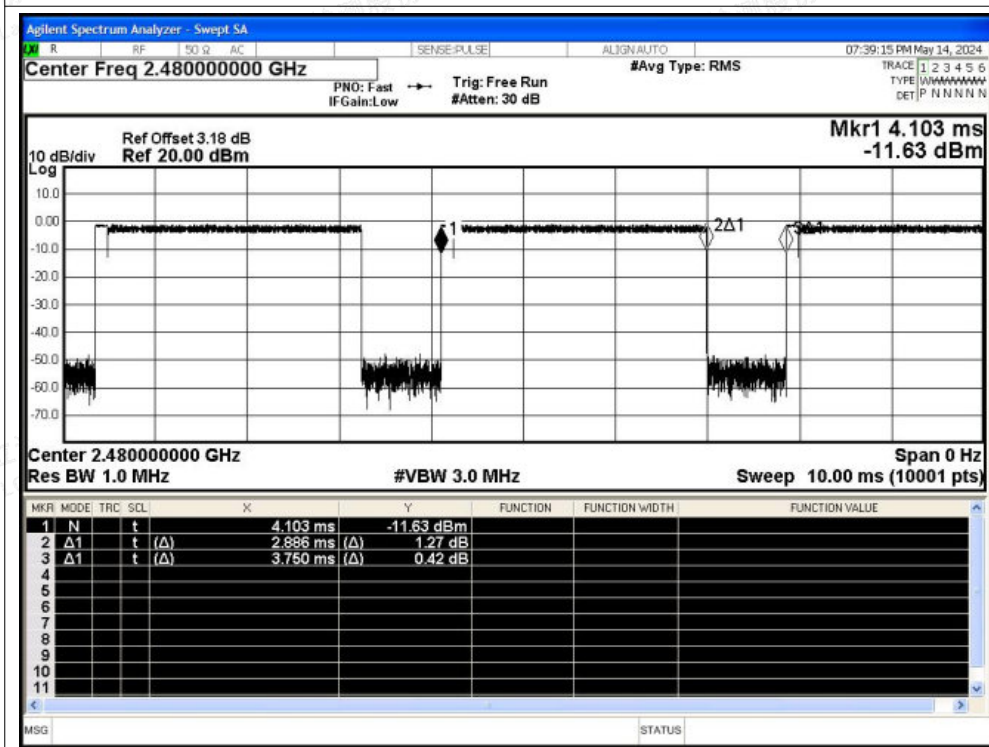 Agilent Spectrum Analyzer - Swept SA
LXI R RF 50 Ω AC SENSE:PULSE ALIGN AUTO 07:39:15 PM May 14, 2024
Center Freq 2.480000000 GHz
PNO: Fast
IFGain:Low
Trig: Free Run
#Atten: 30 dB
#Avg Type: RMS
TRACE 1 2 3 4 5 6
TYPE WWWWWW
DET P N N N N N
Ref Offset 3.18 dB
10 dB/div Ref 20.00 dBm
Log
Mkr1 4.103 ms
-11.63 dBm
10.0
0.00
-10.0
-20.0
-30.0
-40.0
-50.0
-60.0
-70.0
1
2Δ1
3Δ1
Center 2.480000000 GHz Span 0 Hz
Res BW 1.0 MHz #VBW 3.0 MHz Sweep 10.00 ms (10001 pts)
MKR MODE TRC SCL X Y FUNCTION FUNCTION WIDTH FUNCTION VALUE
1 N t 4.103 ms -11.63 dBm
2 Δ1 t (Δ) 2.886 ms (Δ) 1.27 dB
3 Δ1 t (Δ) 3.750 ms (Δ) 0.42 dB
4
5
6
7
8
9
10
11
MSG STATUS